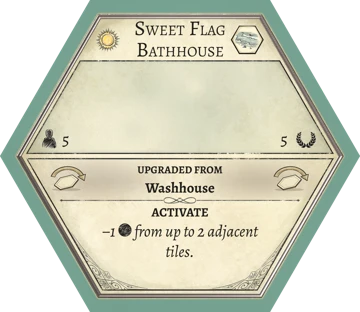 SWEET FLAG
BATHHOUSE
5 5
UPGRADED FROM
Washhouse
ACTIVATE
–1 from up to 2 adjacent
tiles.